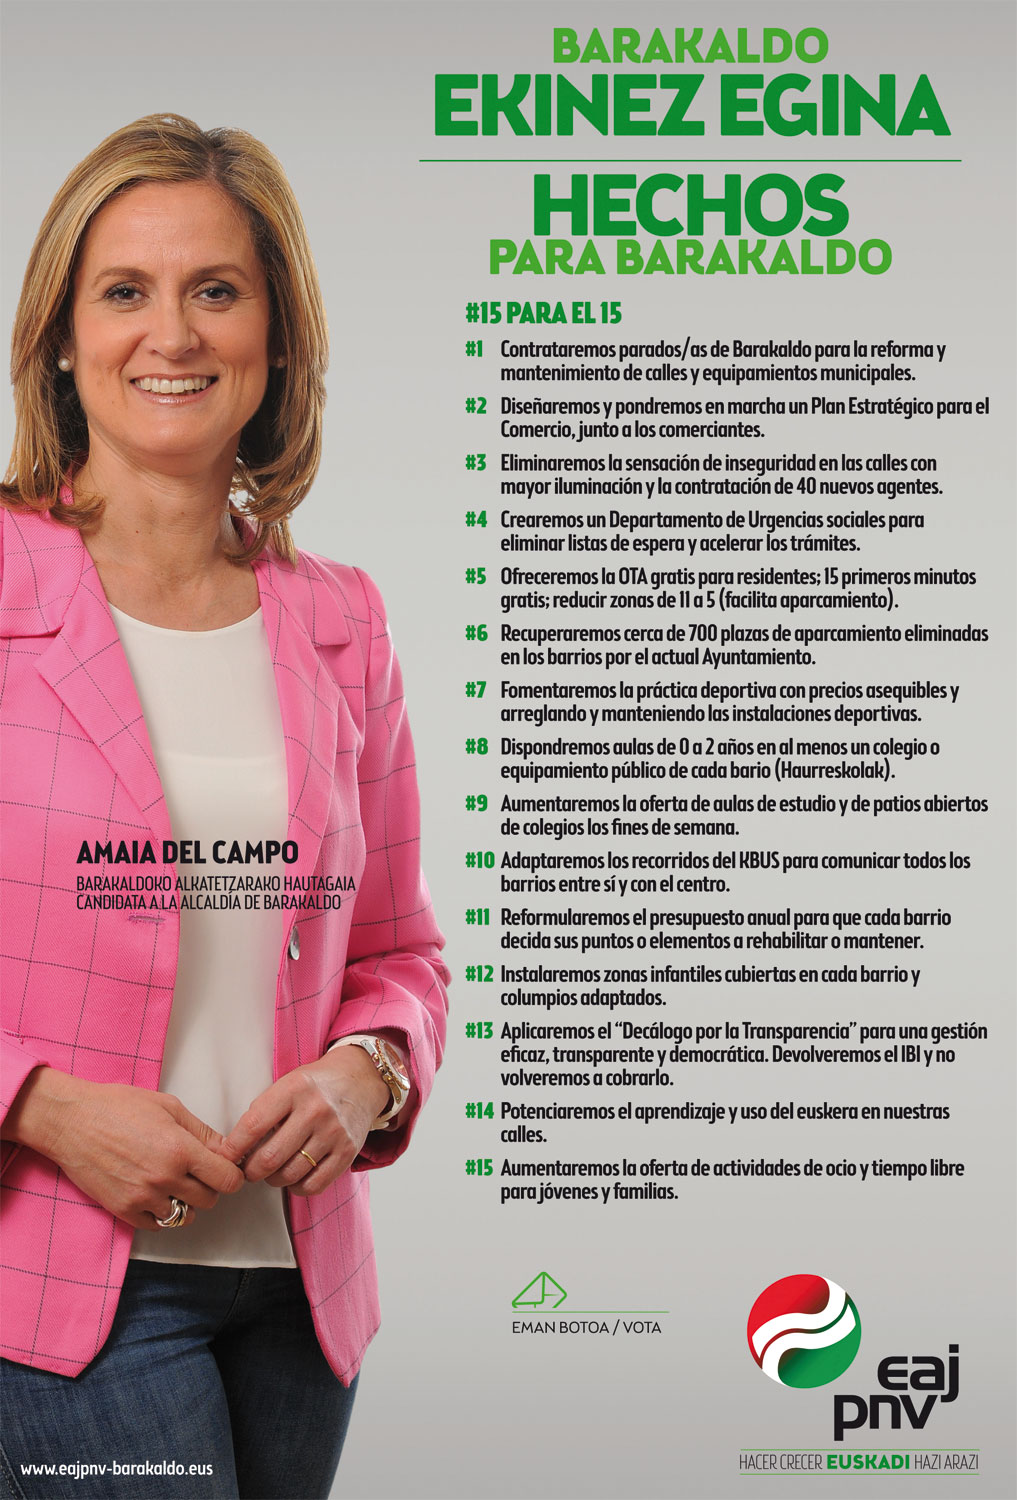 BARAKALDO
EKINEZ EGINA
HECHOS
PARA BARAKALDO
#15 PARA EL 15
#1 Contrataremos parados/as de Barakaldo para la reforma y
mantenimiento de calles y equipamientos municipales.
#2 Diseñaremos y pondremos en marcha un Plan Estratégico para el
Comercio, junto a los comerciantes.
#3 Eliminaremos la sensación de inseguridad en las calles con
mayor iluminación y la contratación de 40 nuevos agentes.
#4 Crearemos un Departamento de Urgencias sociales para
eliminar listas de espera y acelerar los trámites.
#5 Ofreceremos la OTA gratis para residentes; 15 primeros minutos
gratis; reducir zonas de 11 a 5 (facilita aparcamiento).
#6 Recuperaremos cerca de 700 plazas de aparcamiento eliminadas
en los barrios por el actual Ayuntamiento.
#7 Fomentaremos la práctica deportiva con precios asequibles y
arreglando y manteniendo las instalaciones deportivas.
#8 Dispondremos aulas de 0 a 2 años en al menos un colegio o
equipamiento público de cada bario (Haurreskolak).
#9 Aumentaremos la oferta de aulas de estudio y de patios abiertos
de colegios los fines de semana.
#10 Adaptaremos los recorridos del KBUS para comunicar todos los
barrios entre sí y con el centro.
#11 Reformularemos el presupuesto anual para que cada barrio
decida sus puntos o elementos a rehabilitar o mantener.
#12 Instalaremos zonas infantiles cubiertas en cada barrio y
columpios adaptados.
#13 Aplicaremos el “Decálogo por la Transparencia” para una gestión
eficaz, transparente y democrática. Devolveremos el IBI y no
volveremos a cobrarlo.
#14 Potenciaremos el aprendizaje y uso del euskera en nuestras
calles.
#15 Aumentaremos la oferta de actividades de ocio y tiempo libre
para jóvenes y familias.
AMAIA DEL CAMPO
BARAKALDOKO ALKATETZARAKO HAUTAGAIA
CANDIDATA A LA ALCALDÍA DE BARAKALDO
EMAN BOTOA / VOTA
eaj
pnv
HACER CRECER EUSKADI HAZI ARAZI
www.eajpnv-barakaldo.eus